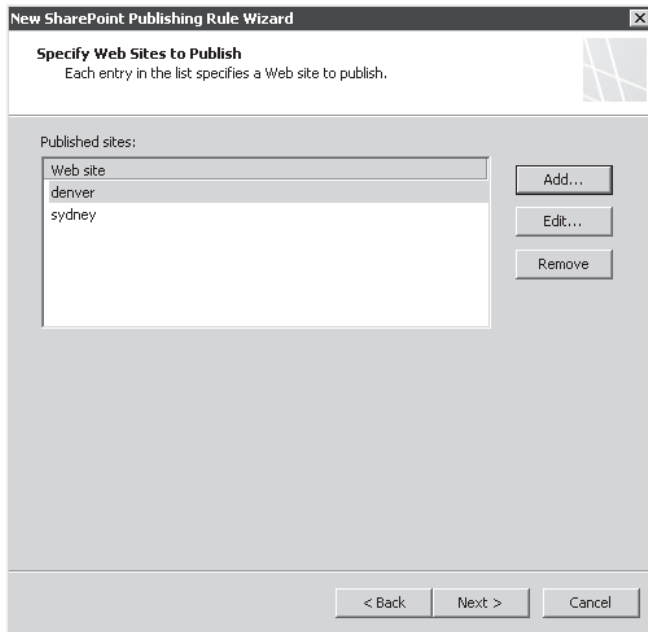 New SharePoint Publishing Rule Wizard
Specify Web Sites to Publish
Each entry in the list specifies a Web site to publish.
Published sites:
Web site
denver
sydney
Add...
Edit...
Remove
< Back
Next >
Cancel